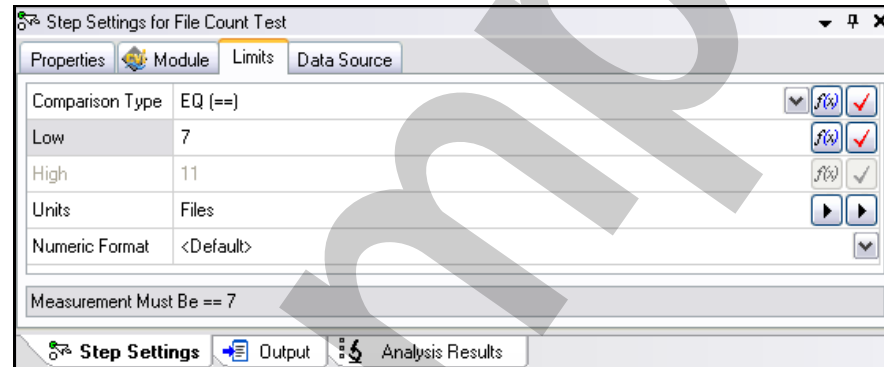 Step Settings for File Count Test
Properties Module Limits Data Source
Comparison Type EQ (==) f(x)
Low 7 f(x)
High 11 f(x)
Units Files
Numeric Format <Default>
Measurement Must Be == 7
Step Settings Output Analysis Results